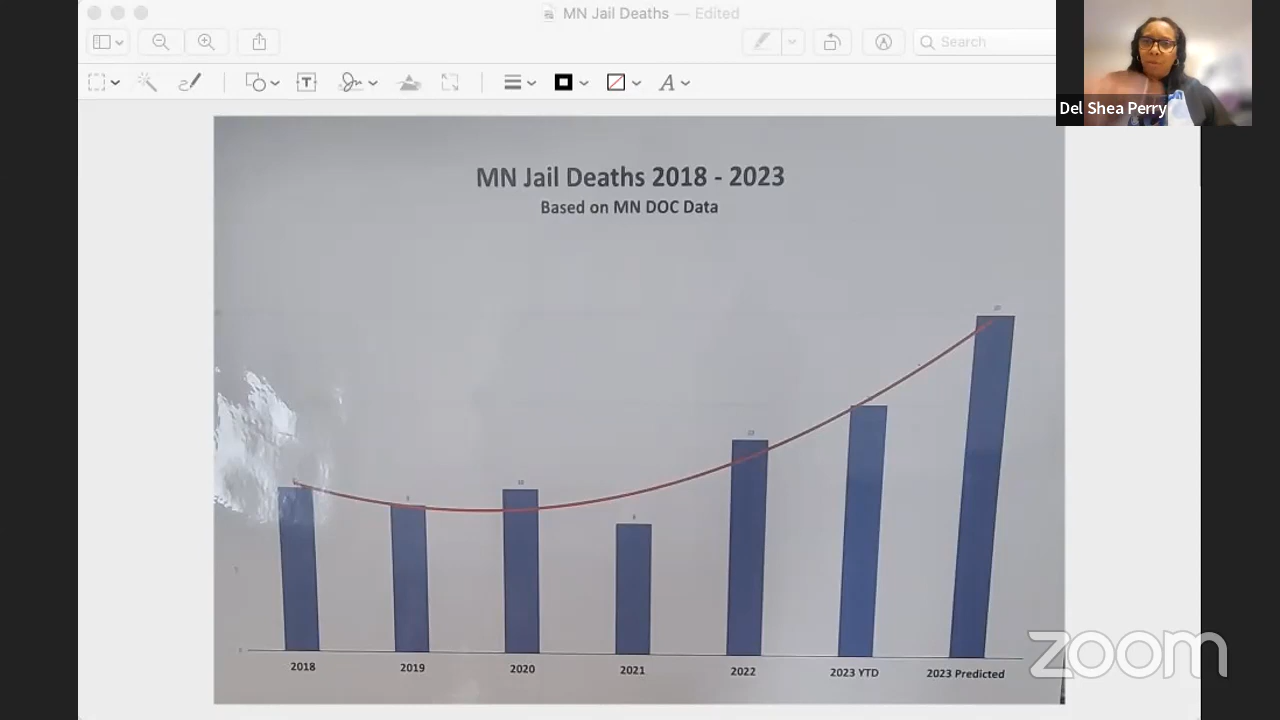 MN Jail Deaths — Edited
Search
Del Shea Perry
MN Jail Deaths 2018 - 2023
Based on MN DOC Data
2018
2019
2020
2021
2022
2023 YTD
2023 Predicted
zoom